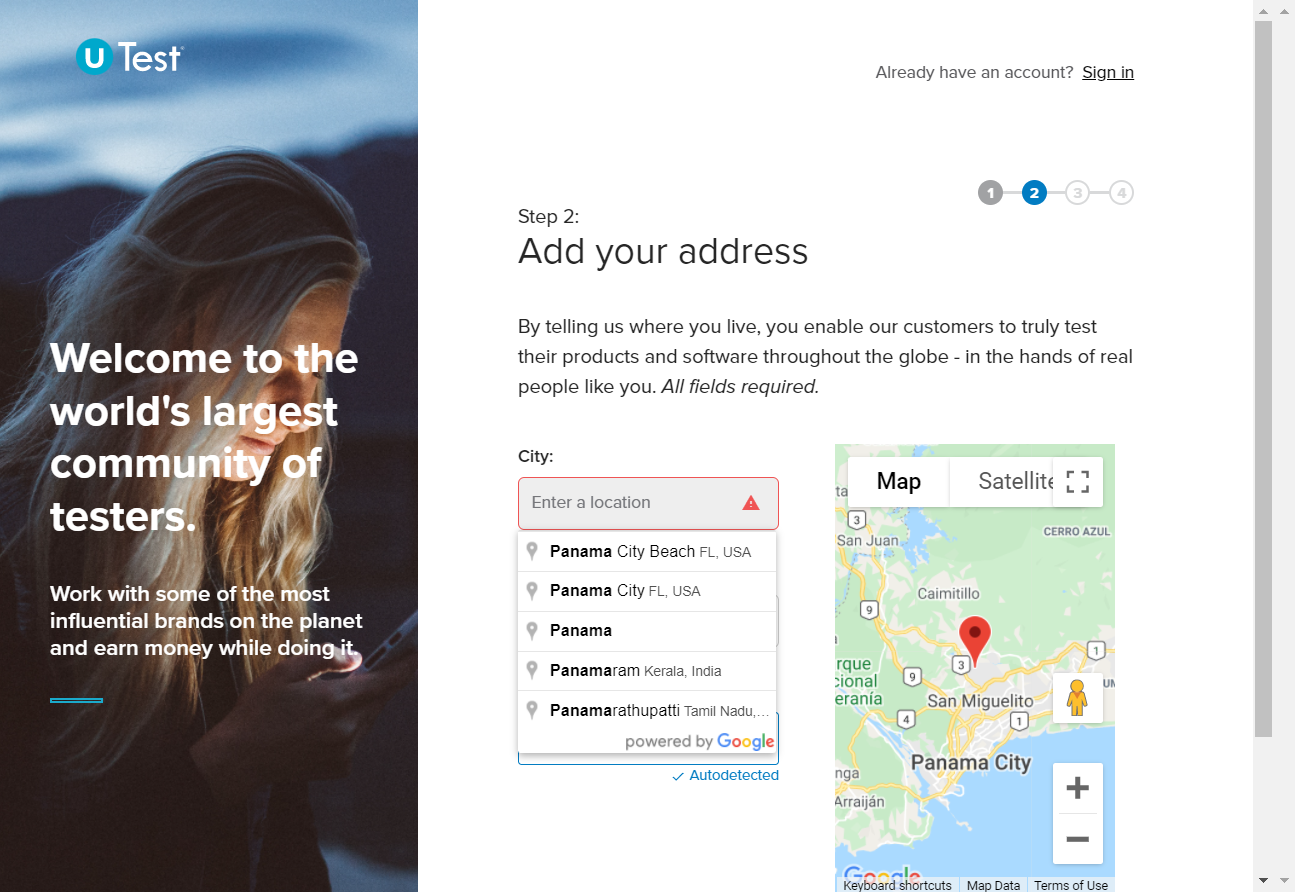 U Test
Already have an account? Sign in
1 2 3 4
Step 2:
Add your address
By telling us where you live, you enable our customers to truly test
their products and software throughout the globe - in the hands of real
people like you. All fields required.
Welcome to the
world's largest
community of
testers.
Work with some of the most
influential brands on the planet
and earn money while doing it.
City:
Enter a location
Panama City Beach FL, USA
Panama City FL, USA
Panama
Panamaram Kerala, India
Panamarathupatti Tamil Nadu,...
powered by Google
Autodetected
Map Satellite
3
San Juan
CERRO AZUL
Caimitillo
9
3
1
rque
cional
eranía
9
San Miguelito
4
1
Panama City
nga
Arraiján
Google
Keyboard shortcuts Map Data Terms of Use